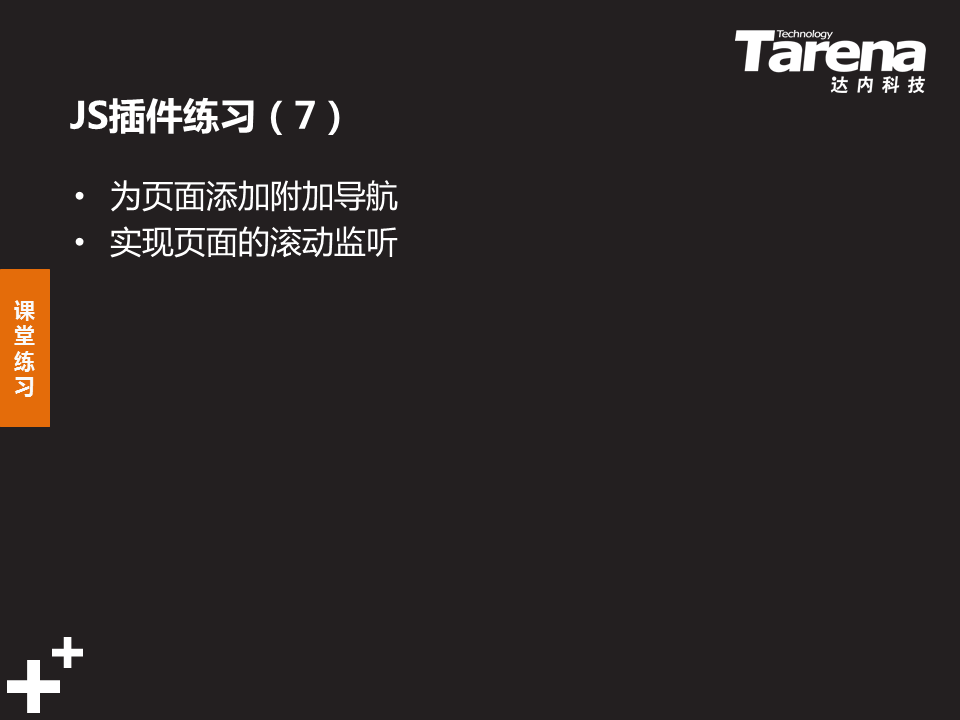 Technology
Tarena
达内科技
JS插件练习（7）
• 为页面添加附加导航
• 实现页面的滚动监听
课
堂
练
习